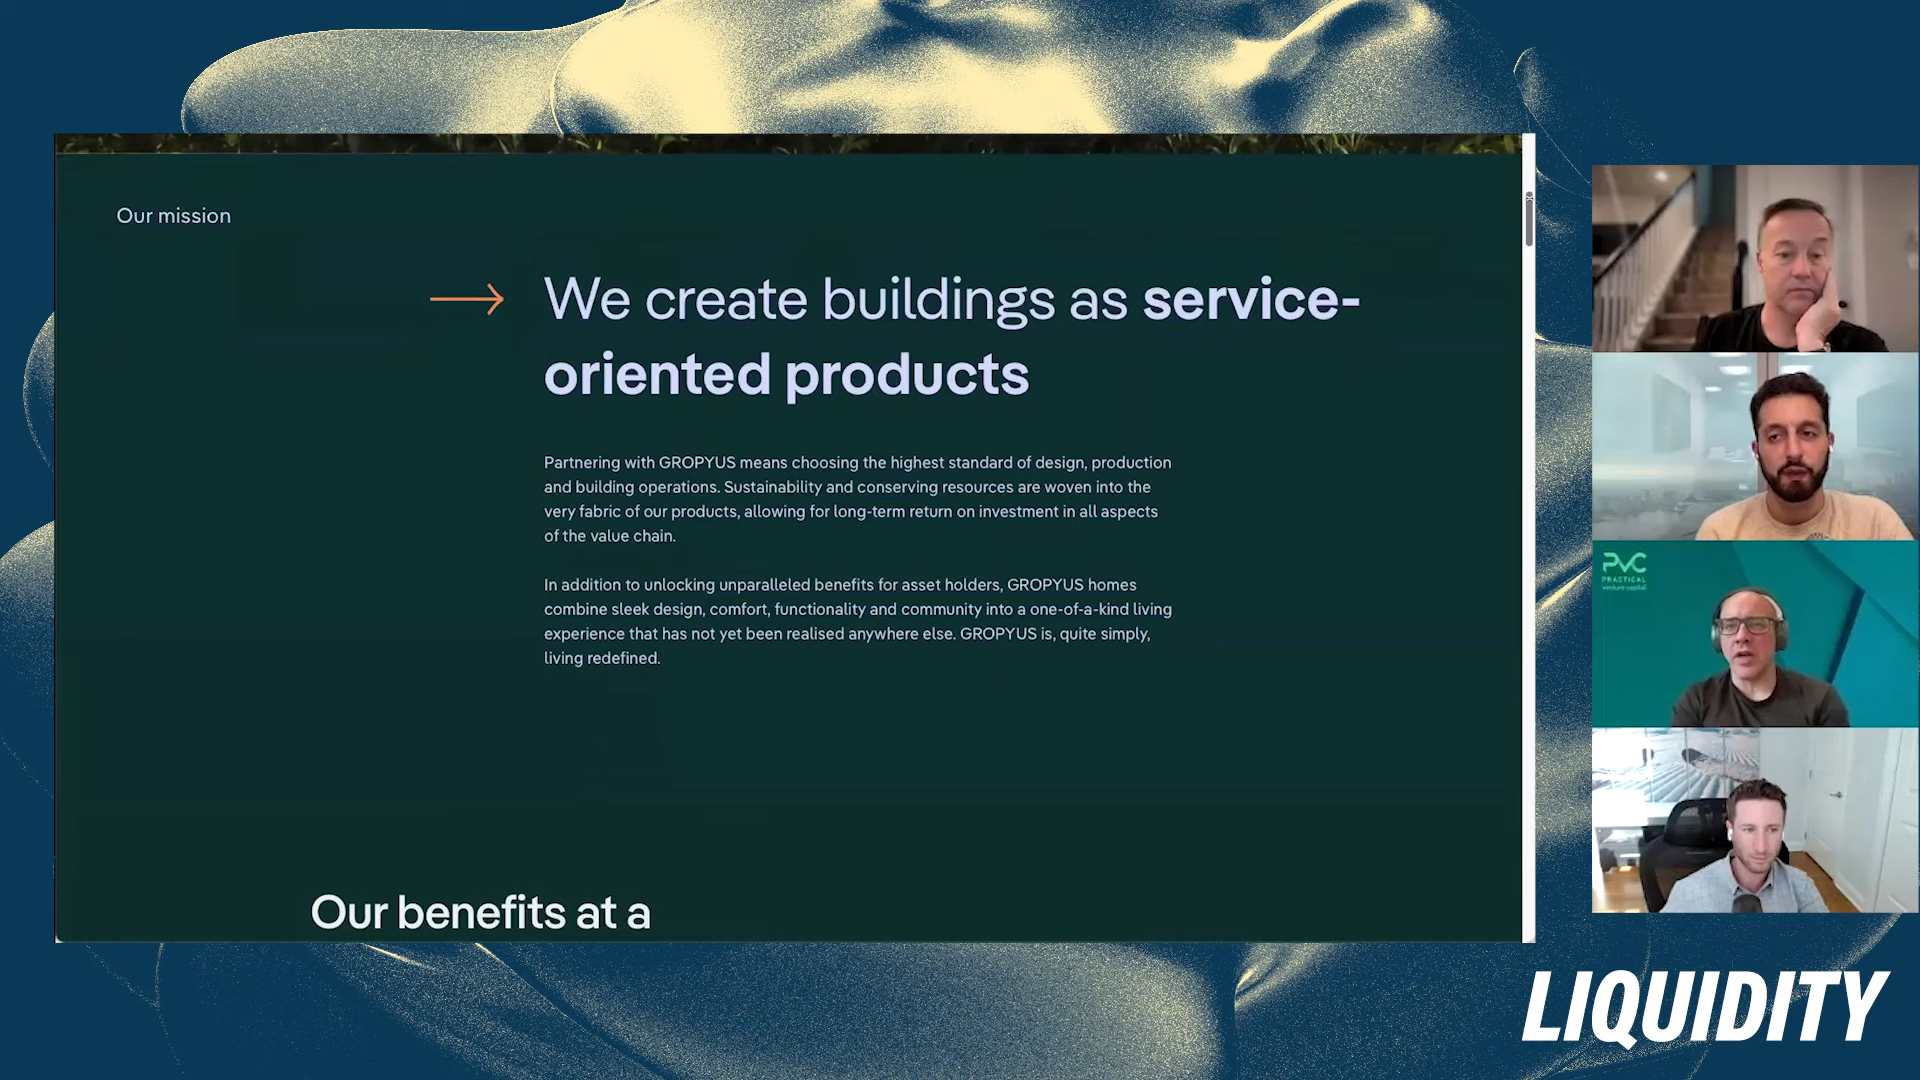 Our mission
We create buildings as service-
oriented products
Partnering with GROPYUS means choosing the highest standard of design, production
and building operations. Sustainability and conserving resources are woven into the
very fabric of our products, allowing for long-term return on investment in all aspects
of the value chain.
In addition to unlocking unparalleled benefits for asset holders, GROPYUS homes
combine sleek design, comfort, functionality and community into a one-of-a-kind living
experience that has not yet been realised anywhere else. GROPYUS is, quite simply,
living redefined.
Our benefits at a
PVC
PRACTICAL
venture capital
LIQUIDITY